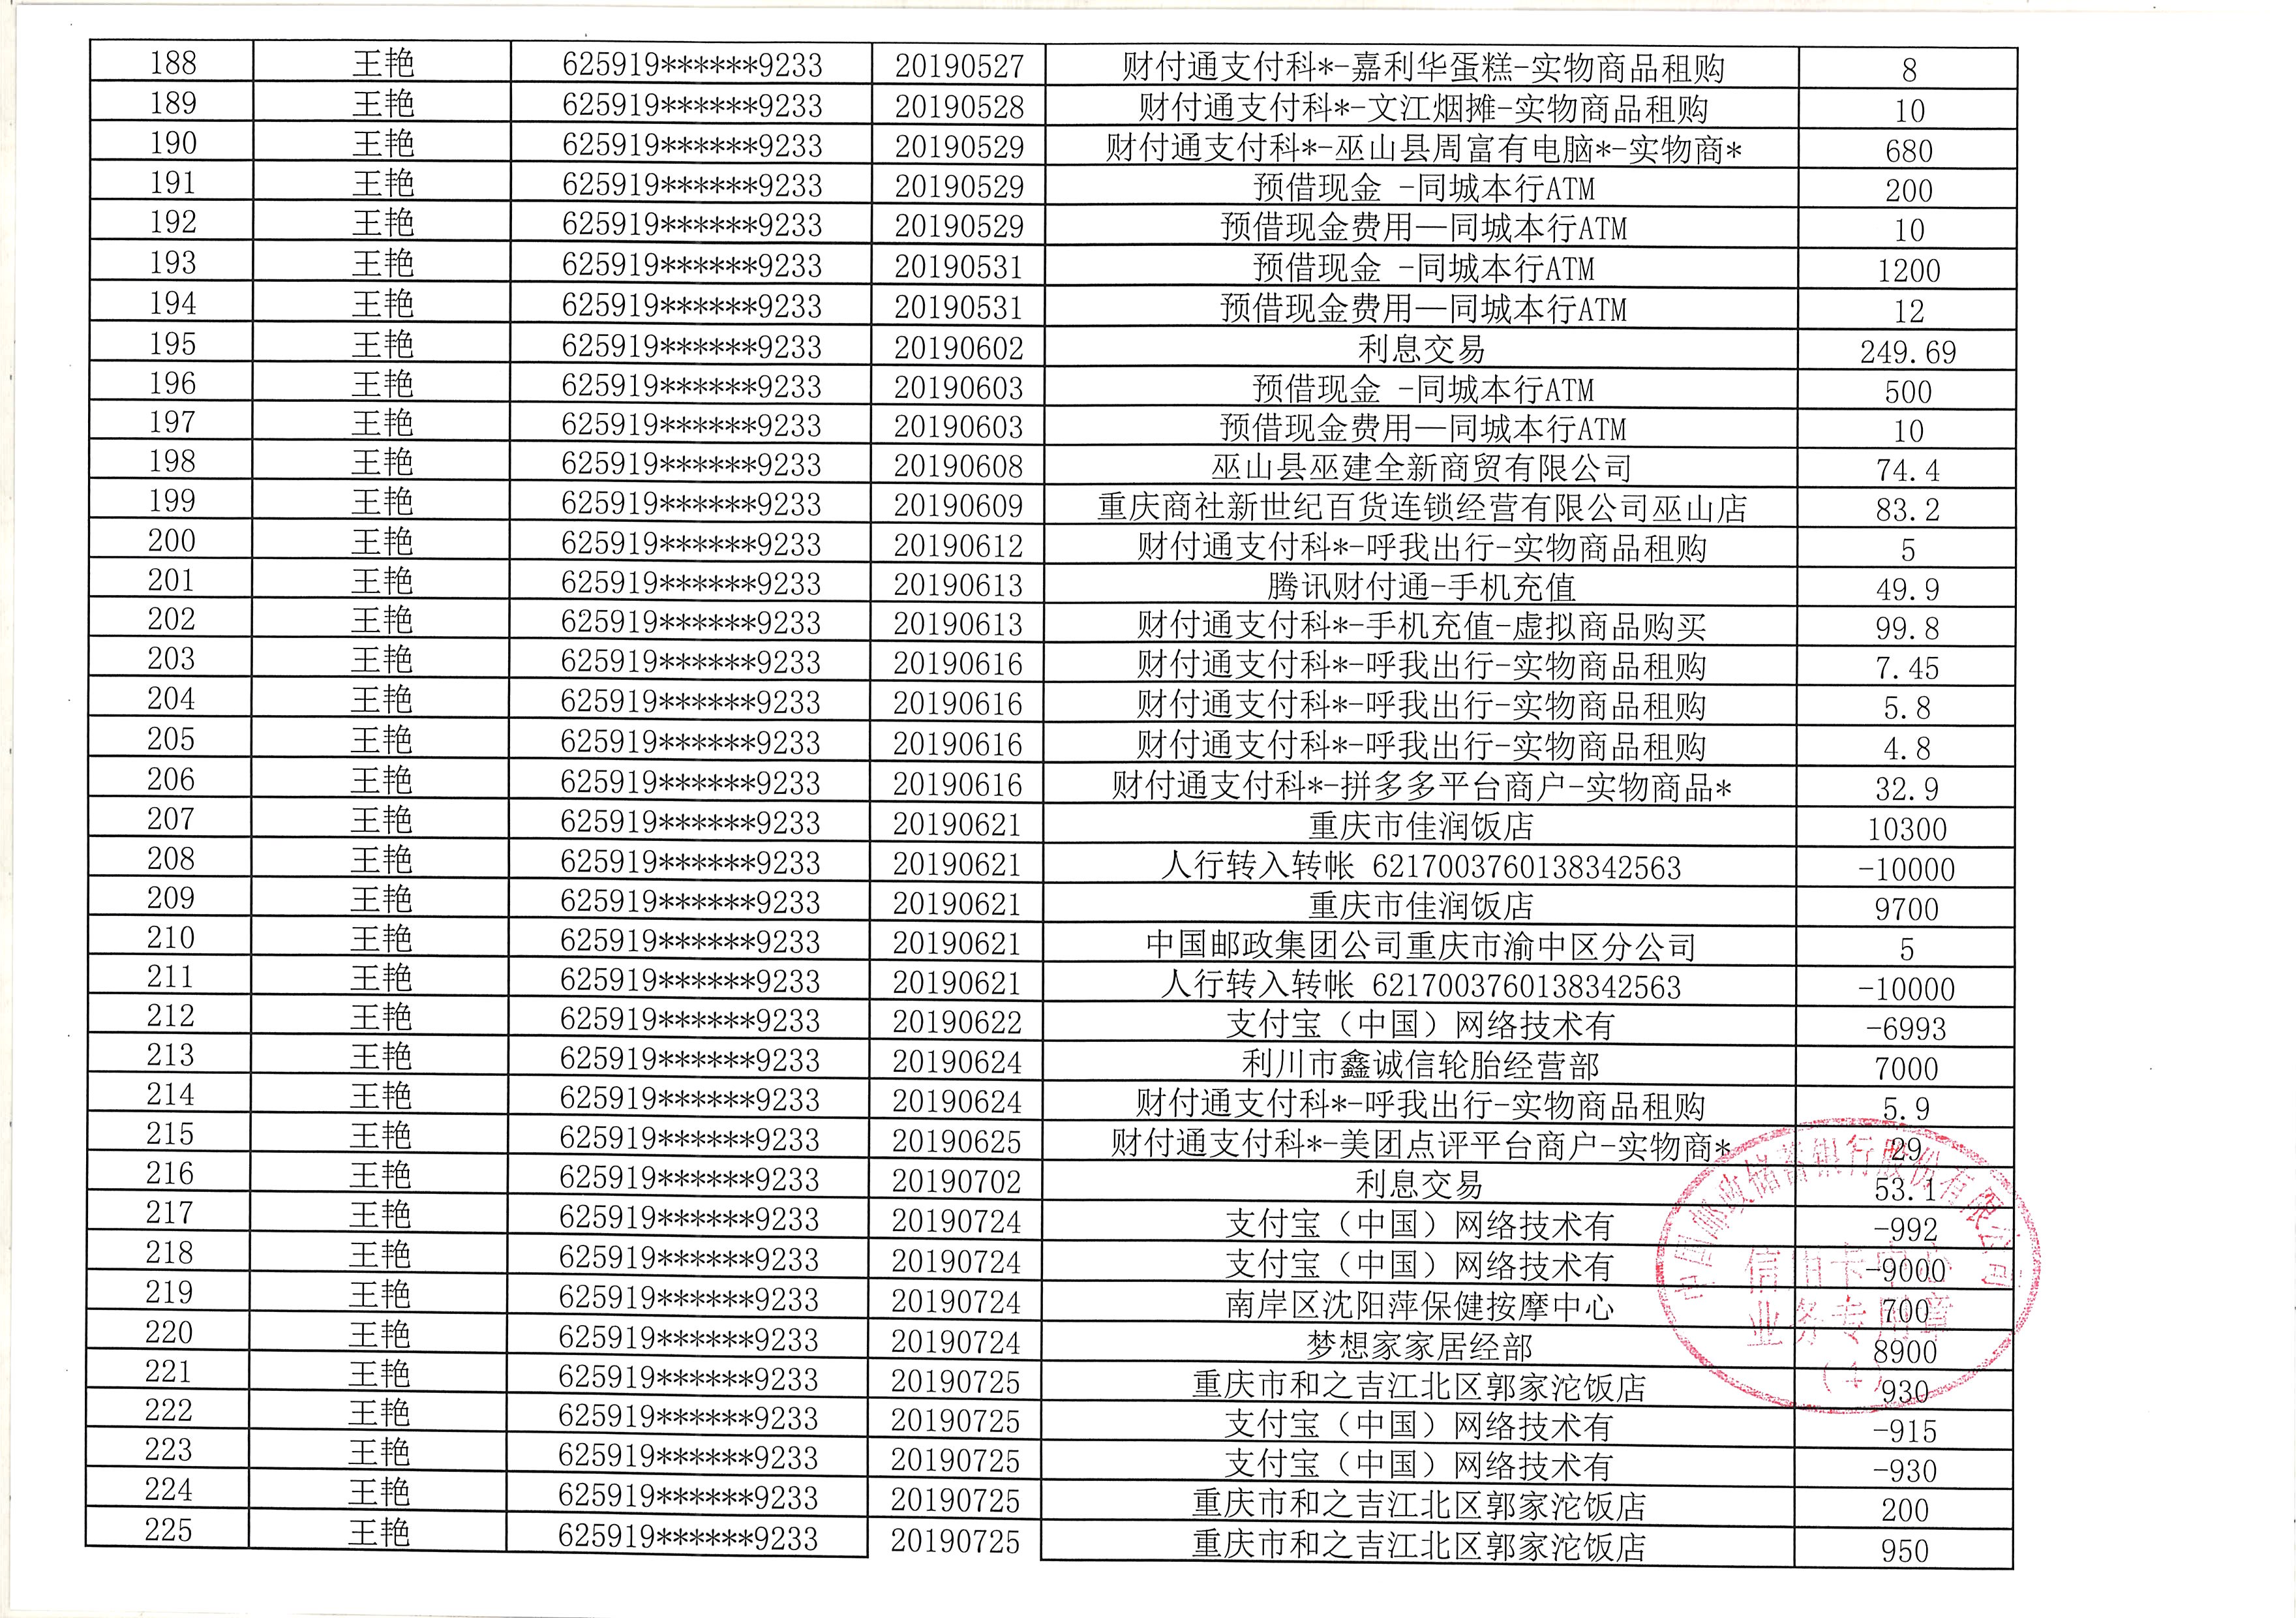 188 王艳 625919******9233 20190527 财付通支付科*-嘉利华蛋糕-实物商品租购 8
189 王艳 625919******9233 20190528 财付通支付科*-文江烟摊-实物商品租购 10
190 王艳 625919******9233 20190529 财付通支付科*-巫山县周富有电脑*-实物商* 680
191 王艳 625919******9233 20190529 预借现金 -同城本行ATM 200
192 王艳 625919******9233 20190529 预借现金费用—同城本行ATM 10
193 王艳 625919******9233 20190531 预借现金 -同城本行ATM 1200
194 王艳 625919******9233 20190531 预借现金费用—同城本行ATM 12
195 王艳 625919******9233 20190602 利息交易 249.69
196 王艳 625919******9233 20190603 预借现金 -同城本行ATM 500
197 王艳 625919******9233 20190603 预借现金费用—同城本行ATM 10
198 王艳 625919******9233 20190608 巫山县巫建全新商贸有限公司 74.4
199 王艳 625919******9233 20190609 重庆商社新世纪百货连锁经营有限公司巫山店 83.2
200 王艳 625919******9233 20190612 财付通支付科*-呼我出行-实物商品租购 5
201 王艳 625919******9233 20190613 腾讯财付通-手机充值 49.9
202 王艳 625919******9233 20190613 财付通支付科*-手机充值-虚拟商品购买 99.8
203 王艳 625919******9233 20190616 财付通支付科*-呼我出行-实物商品租购 7.45
204 王艳 625919******9233 20190616 财付通支付科*-呼我出行-实物商品租购 5.8
205 王艳 625919******9233 20190616 财付通支付科*-呼我出行-实物商品租购 4.8
206 王艳 625919******9233 20190616 财付通支付科*-拼多多平台商户-实物商品* 32.9
207 王艳 625919******9233 20190621 重庆市佳润饭店 10300
208 王艳 625919******9233 20190621 人行转入转帐 6217003760138342563 -10000
209 王艳 625919******9233 20190621 重庆市佳润饭店 9700
210 王艳 625919******9233 20190621 中国邮政集团公司重庆市渝中区分公司 5
211 王艳 625919******9233 20190621 人行转入转帐 6217003760138342563 -10000
212 王艳 625919******9233 20190622 支付宝（中国）网络技术有 -6993
213 王艳 625919******9233 20190624 利川市鑫诚信轮胎经营部 7000
214 王艳 625919******9233 20190624 财付通支付科*-呼我出行-实物商品租购 5.9
215 王艳 625919******9233 20190625 财付通支付科*-美团点评平台商户-实物商* 29
216 王艳 625919******9233 20190702 利息交易 53.1
217 王艳 625919******9233 20190724 支付宝（中国）网络技术有 -992
218 王艳 625919******9233 20190724 支付宝（中国）网络技术有 -9000
219 王艳 625919******9233 20190724 南岸区沈阳萍保健按摩中心 700
220 王艳 625919******9233 20190724 梦想家家居经部 8900
221 王艳 625919******9233 20190725 重庆市和之吉江北区郭家沱饭店 930
222 王艳 625919******9233 20190725 支付宝（中国）网络技术有 -915
223 王艳 625919******9233 20190725 支付宝（中国）网络技术有 -930
224 王艳 625919******9233 20190725 重庆市和之吉江北区郭家沱饭店 200
225 王艳 625919******9233 20190725 重庆市和之吉江北区郭家沱饭店 950
中国邮政储蓄银行股份有限公司
信用卡中心
业务专用章